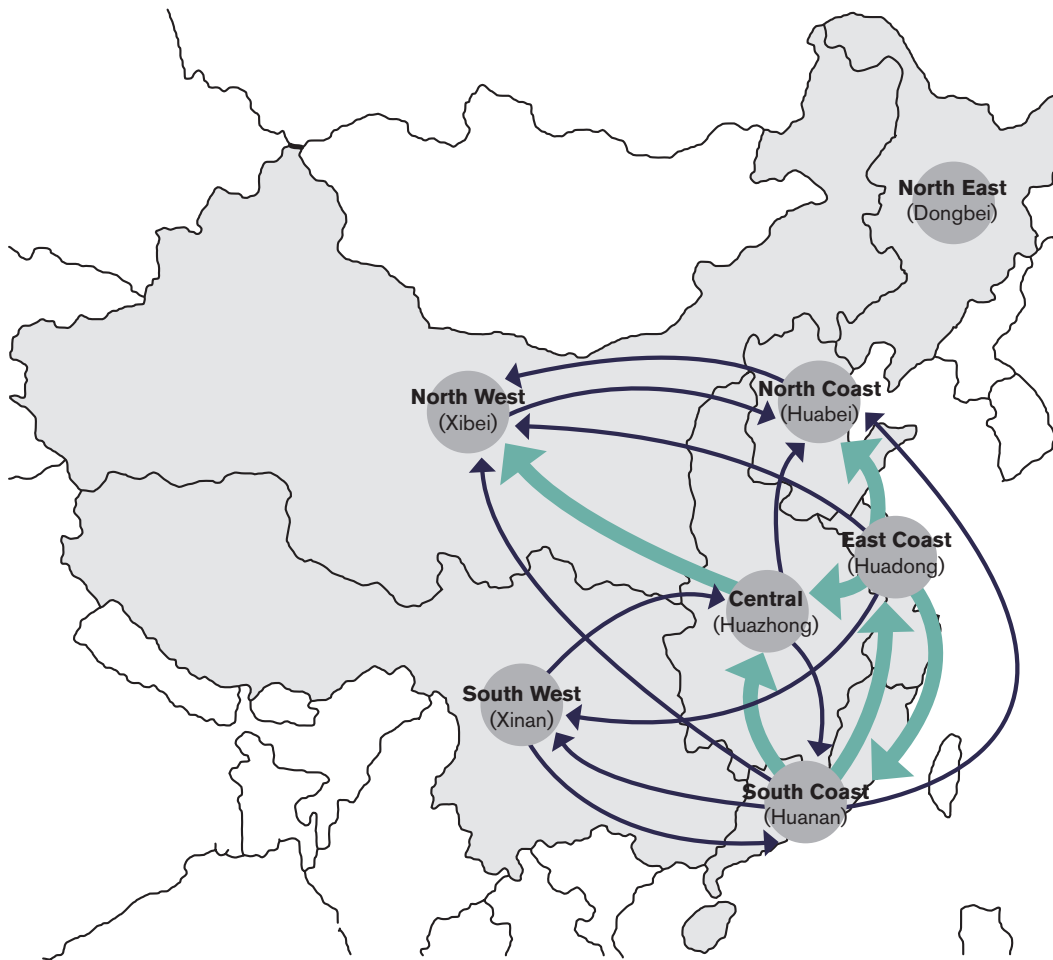 North East
(Dongbei)
North West
(Xibei)
North Coast
(Huabei)
East Coast
(Huadong)
Central
(Huazhong)
South West
(Xinan)
South Coast
(Huanan)